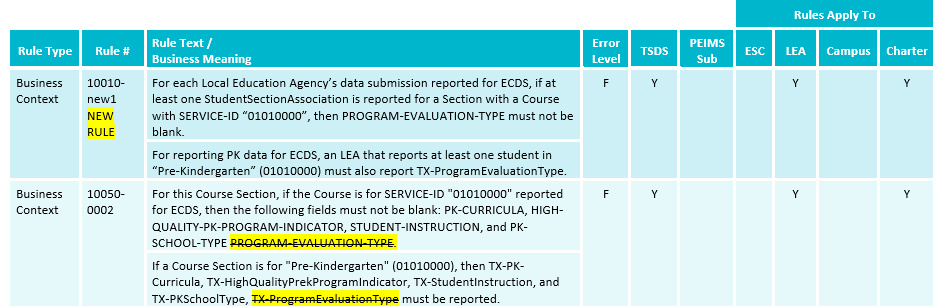 Rules Apply To
Rule Type Rule # Rule Text /
Business Meaning Error
Level TSDS PEIMS
Sub ESC LEA Campus Charter
Business
Context 10010-
new1
NEW
RULE For each Local Education Agency’s data submission reported for ECDS, if at
least one StudentSectionAssociation is reported for a Section with a Course
with SERVICE-ID “01010000”, then PROGRAM-EVALUATION-TYPE must not be
blank. F Y Y Y
For reporting PK data for ECDS, an LEA that reports at least one student in
“Pre-Kindergarten” (01010000) must also report TX-ProgramEvaluationType.
Business
Context 10050-
0002 For this Course Section, if the Course is for SERVICE-ID "01010000" reported
for ECDS, then the following fields must not be blank: PK-CURRICULA, HIGH-
QUALITY-PK-PROGRAM-INDICATOR, STUDENT-INSTRUCTION, and PK-
SCHOOL-TYPE PROGRAM-EVALUATION-TYPE. F Y Y Y
If a Course Section is for "Pre-Kindergarten" (01010000), then TX-PK-
Curricula, TX-HighQualityPrekProgramIndicator, TX-StudentInstruction, and
TX-PKSchoolType, TX-ProgramEvaluationType must be reported.